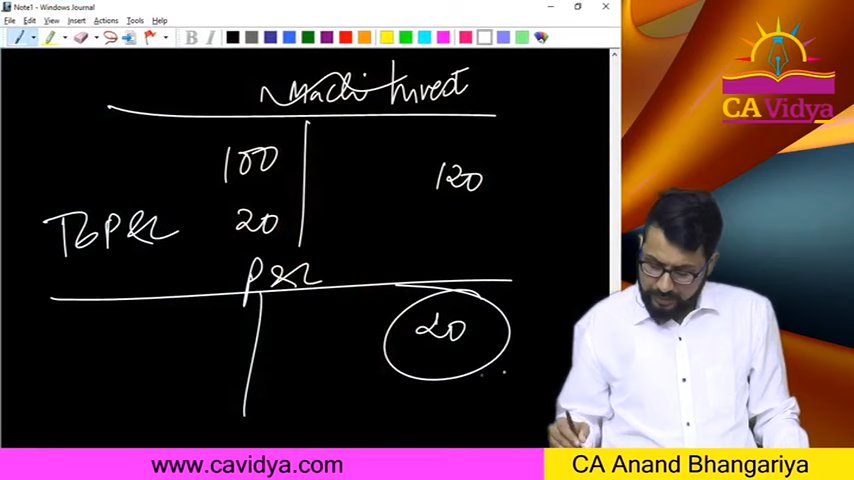 Note1 - Windows Journal
File Edit View Insert Actions Tools Help
Machi Invest
100
120
To P&L 20
P&L
20
CA Vidya
www.cavidya.com
CA Anand Bhangariya